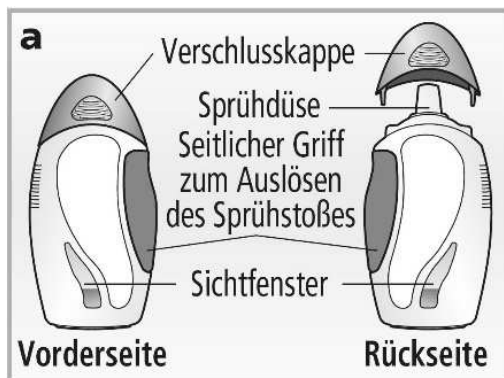 a
Verschlusskappe
Sprühdüse
Seitlicher Griff
zum Auslösen
des Sprühstoßes
Sichtfenster
Vorderseite
Rückseite